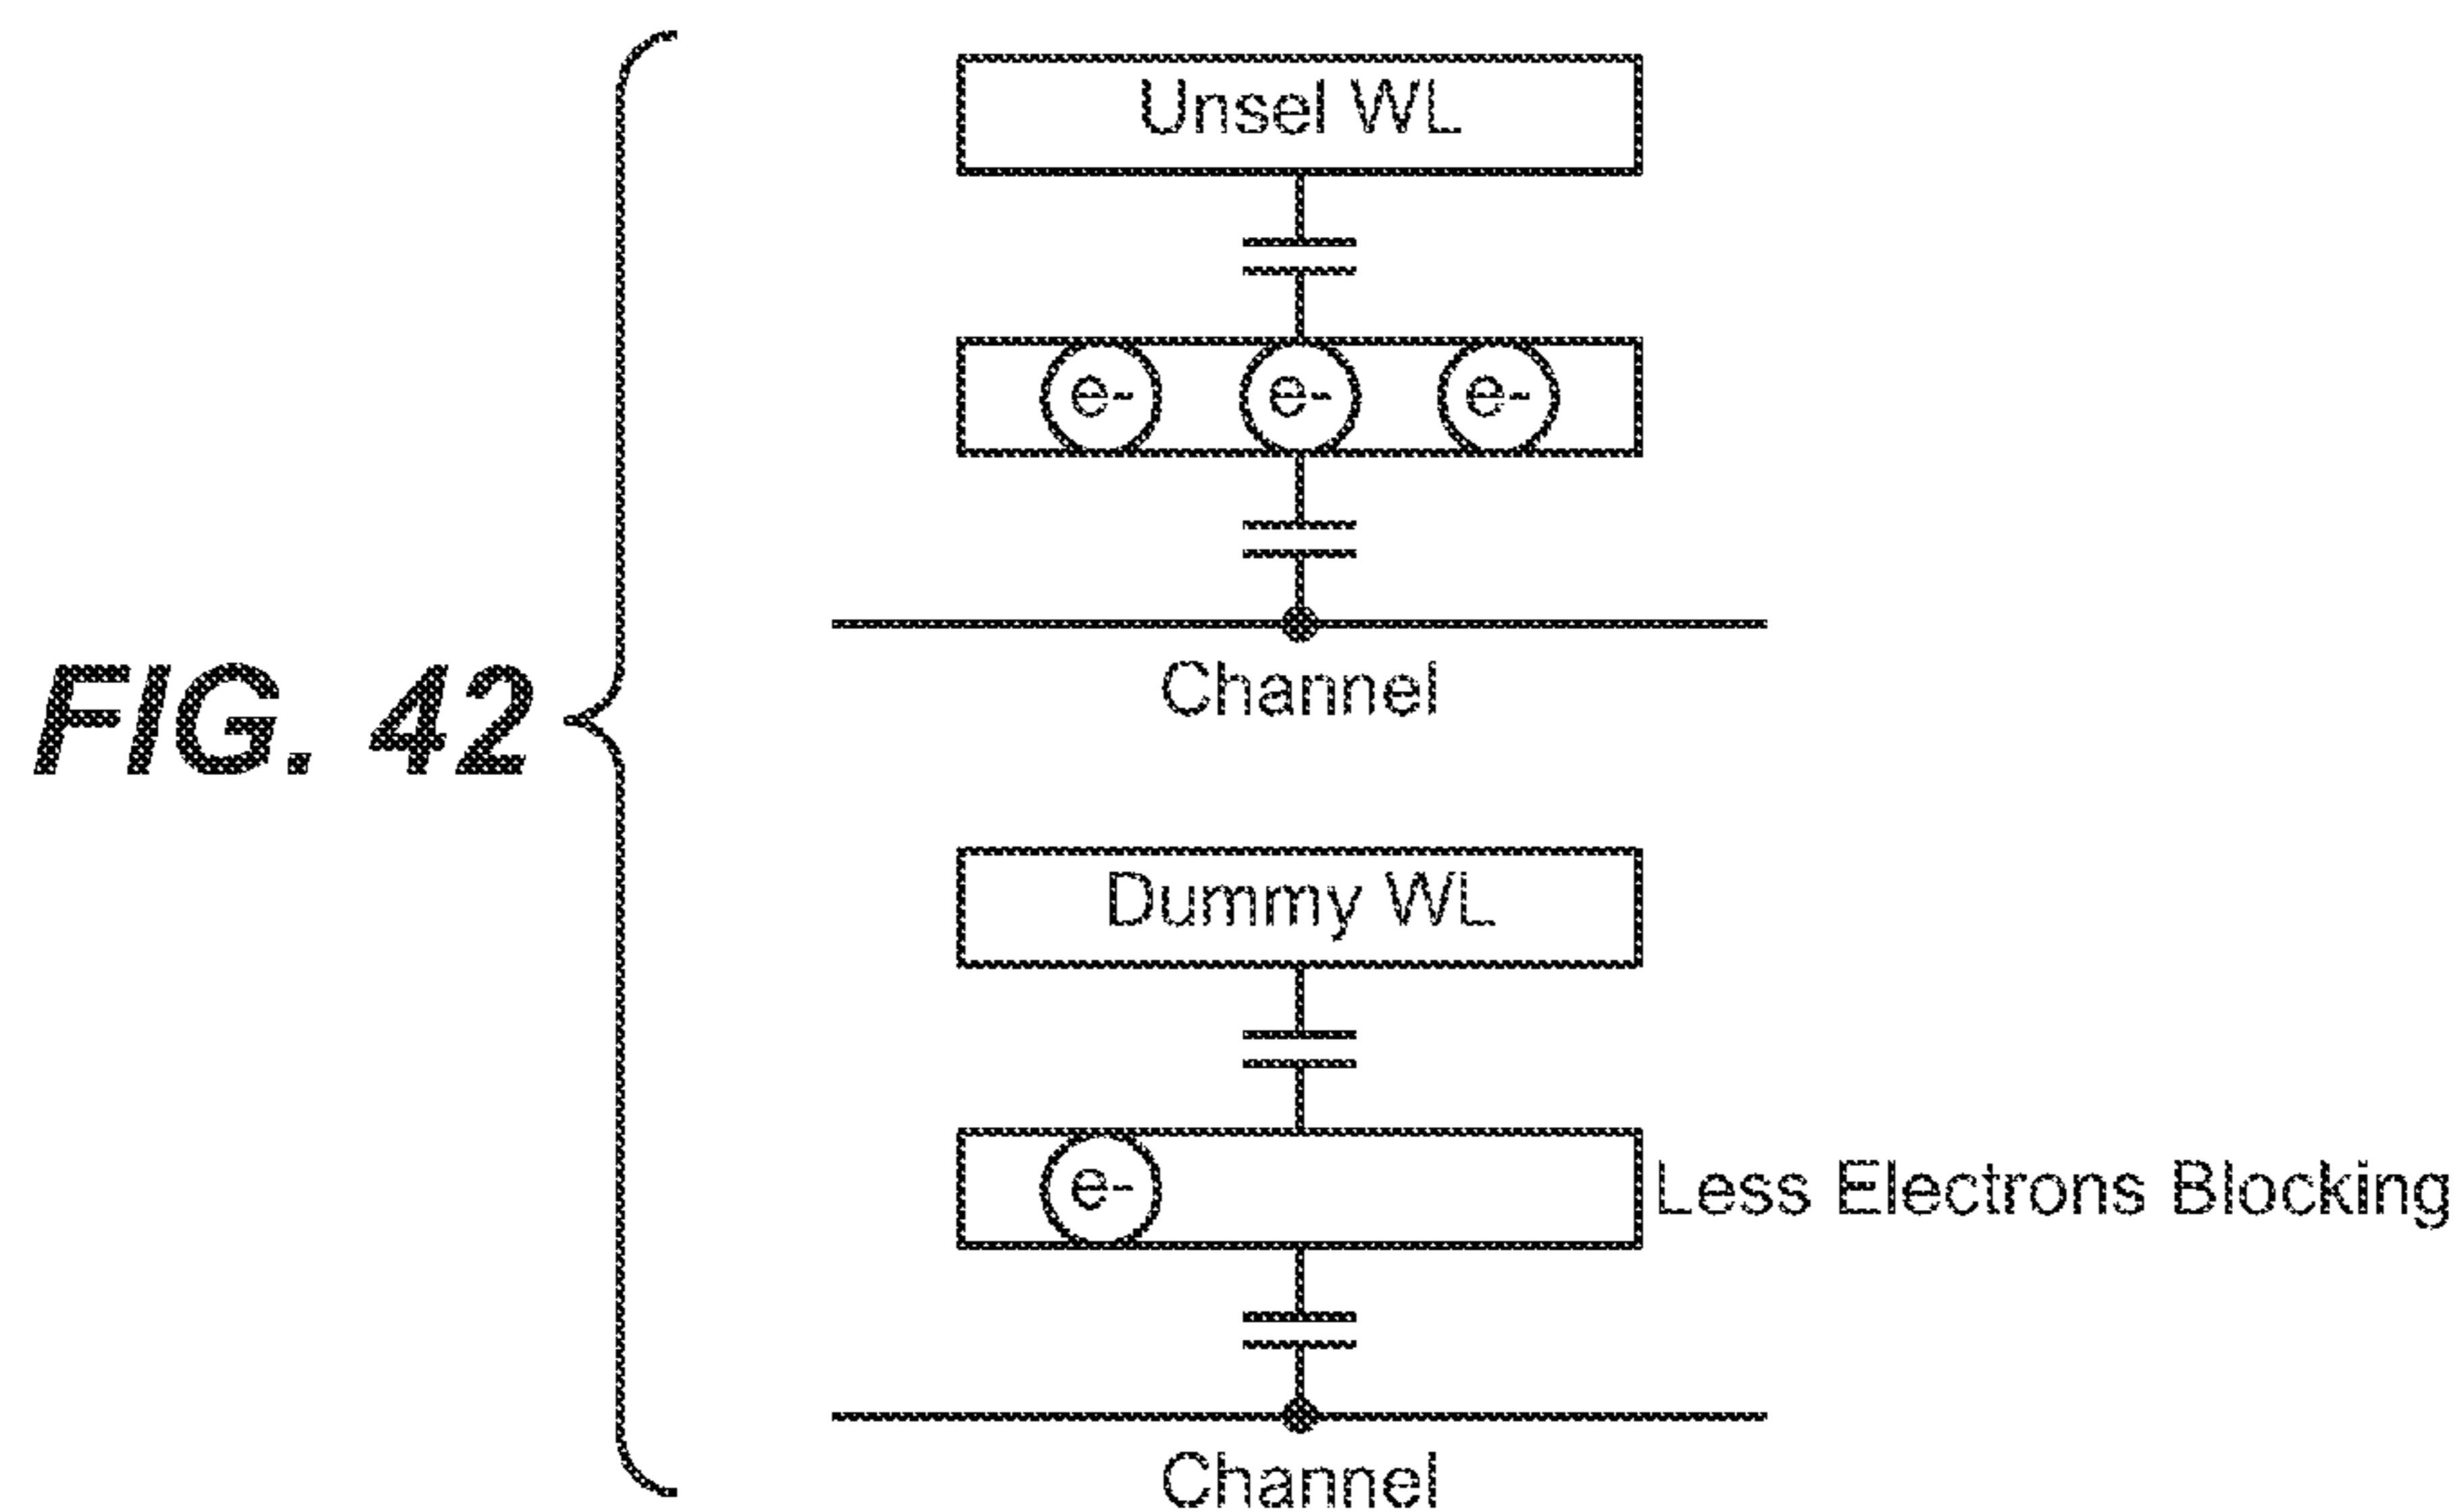 Unsel WL
e- e- e-
Channel
FIG. 42
Dummy WL
e- Less Electrons Blocking
Channel